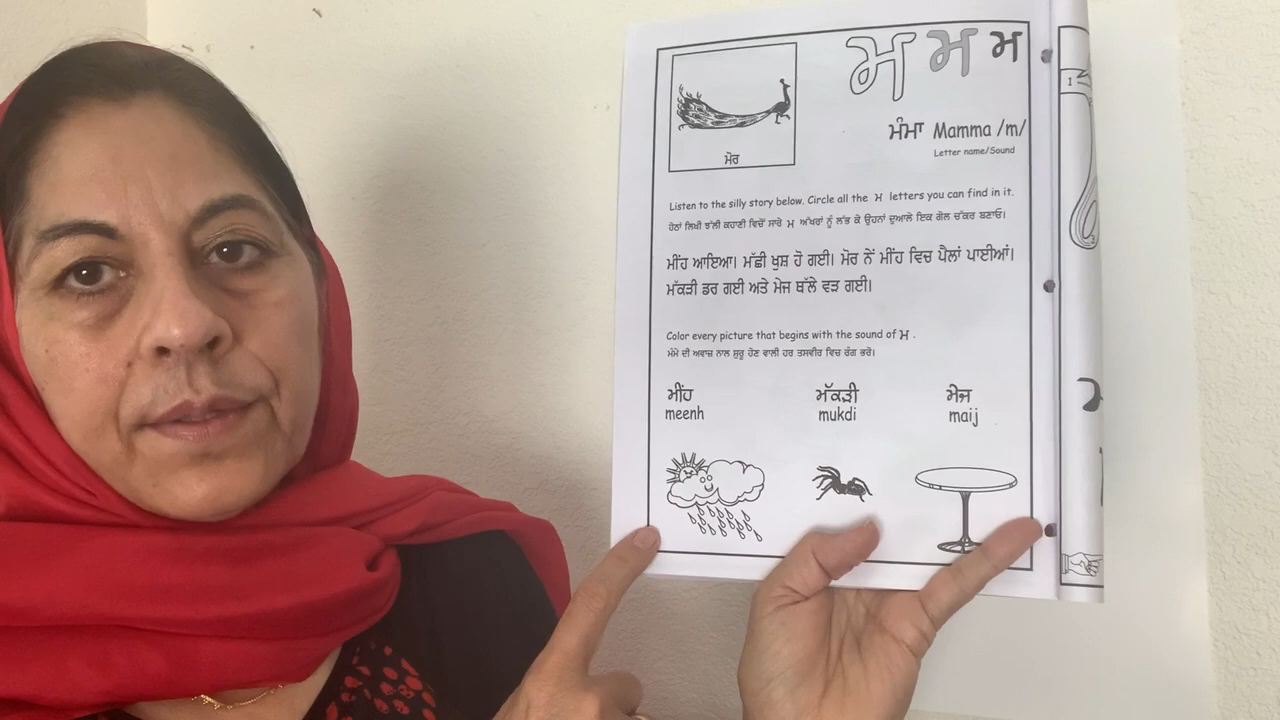 ਮ ਮ ਮ
ਮੋਰ
ਮੰਮਾ Mamma /m/
Letter name/Sound
Listen to the silly story below. Circle all the ਮ letters you can find in it.
ਹੇਠਾਂ ਲਿਖੀ ਝੱਲੀ ਕਹਾਣੀ ਵਿਚੋਂ ਸਾਰੇ ਮ ਅੱਖਰਾਂ ਨੂੰ ਲੱਭ ਕੇ ਉਹਨਾਂ ਦੁਆਲੇ ਇਕ ਗੋਲ ਚੱਕਰ ਬਣਾਓ।
ਮੀਂਹ ਆਇਆ। ਮੱਛੀ ਖੁਸ਼ ਹੋ ਗਈ। ਮੋਰ ਨੇਂ ਮੀਂਹ ਵਿਚ ਪੈਲਾਂ ਪਾਈਆਂ।
ਮੱਕੜੀ ਡਰ ਗਈ ਅਤੇ ਮੇਜ ਥੱਲੇ ਵੜ ਗਈ।
Color every picture that begins with the sound of ਮ .
ਮੰਮੇ ਦੀ ਅਵਾਜ਼ ਨਾਲ ਸ਼ੁਰੂ ਹੋਣ ਵਾਲੀ ਹਰ ਤਸਵੀਰ ਵਿਚ ਰੰਗ ਭਰੋ।
ਮੀਂਹ ਮੱਕੜੀ ਮੇਜ
meenh mukdi maij
1